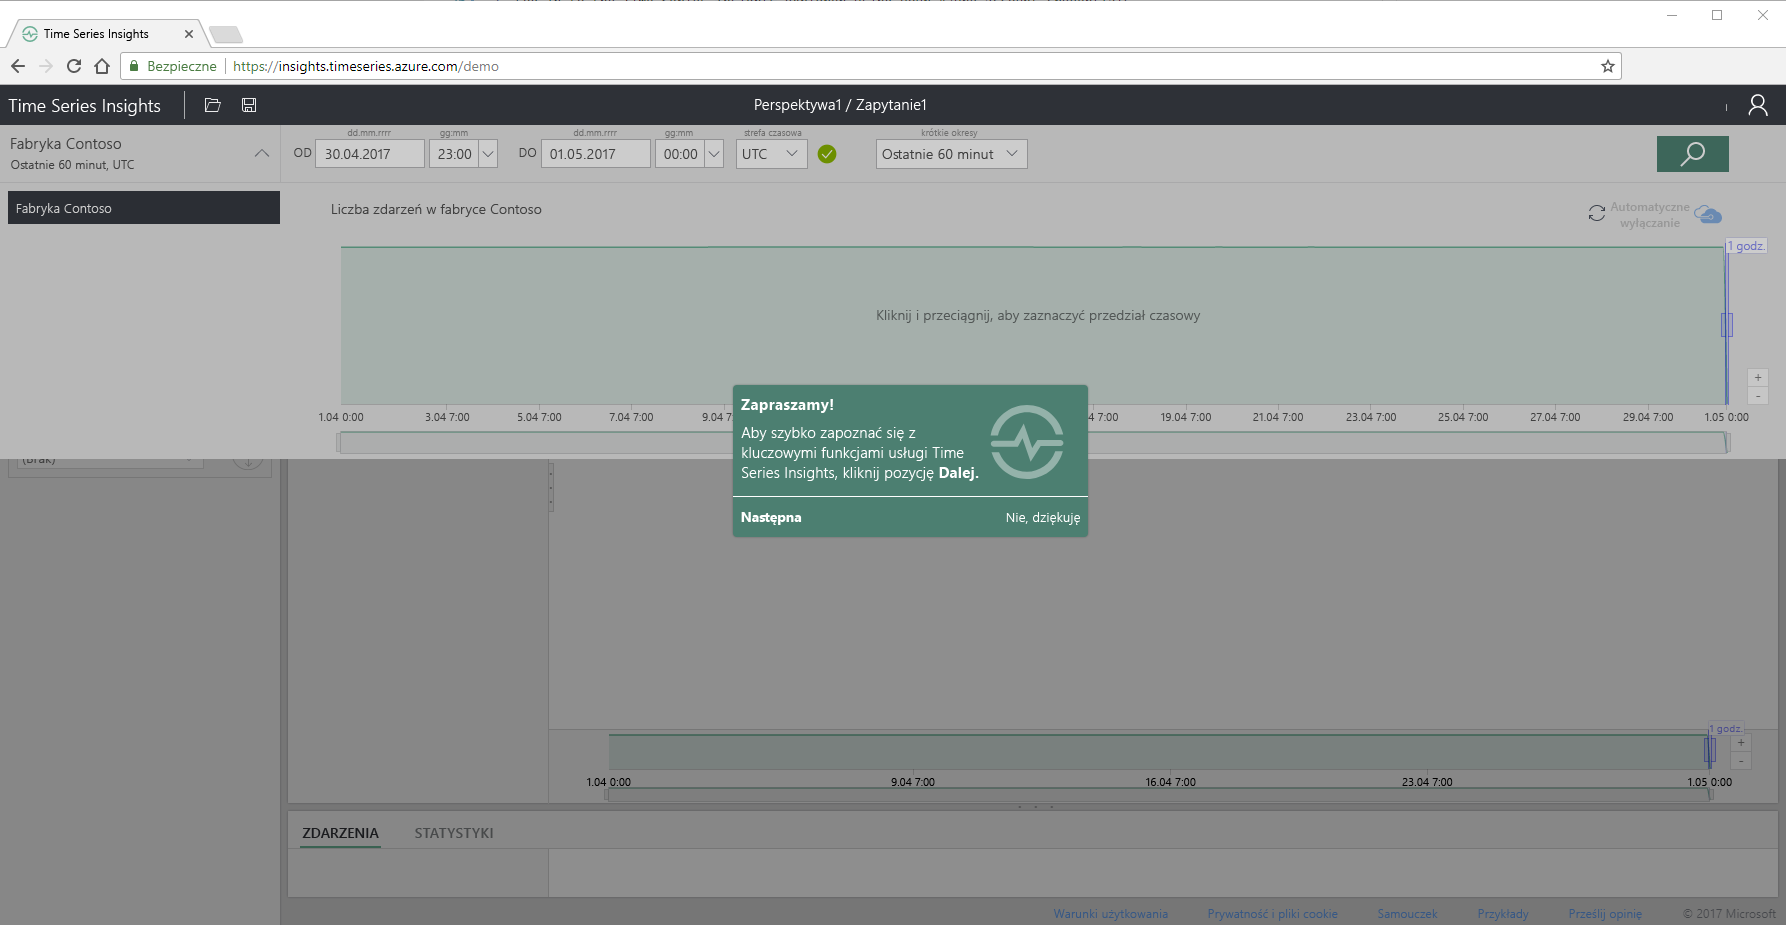 Time Series Insights
Bezpieczne
https://insights.timeseries.azure.com/demo
Time Series Insights
Perspektywa1 / Zapytanie1
Fabryka Contoso
Ostatnie 60 minut, UTC
dd.mm.rrrr
gg:mm
dd.mm.rrrr
gg:mm
strefa czasowa
krótkie okresy
OD
30.04.2017
23:00
DO
01.05.2017
00:00
UTC
Ostatnie 60 minut
Fabryka Contoso
Liczba zdarzeń w fabryce Contoso
Automatyczne
wyłączanie
1 godz.
Kliknij i przeciągnij, aby zaznaczyć przedział czasowy
+
-
1.04 0:00
3.04 7:00
5.04 7:00
7.04 7:00
9.04 7
4 7:00
19.04 7:00
21.04 7:00
23.04 7:00
25.04 7:00
27.04 7:00
29.04 7:00
1.05 0:00
Zapraszamy!
Aby szybko zapoznać się z
kluczowymi funkcjami usługi Time
Series Insights, kliknij pozycję Dalej.
Następna
Nie, dziękuję
(Brak)
1 godz.
+
-
1.04 0:00
9.04 7:00
16.04 7:00
23.04 7:00
1.05 0:00
ZDARZENIA
STATYSTYKI
Warunki użytkowania
Prywatność i pliki cookie
Samouczek
Przykłady
Prześlij opinię
© 2017 Microsoft